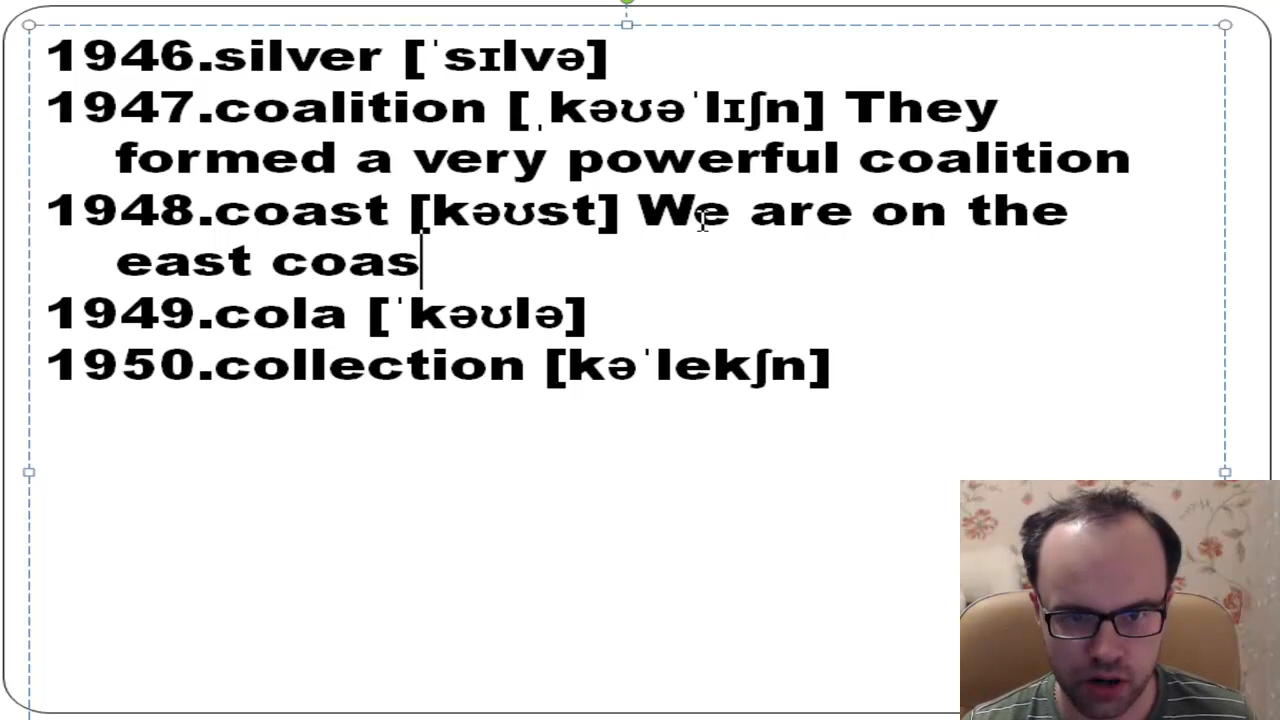 1946.silver [ˈsɪlvə]
1947.coalition [ˌkəʊəˈlɪʃn] They
formed a very powerful coalition
1948.coast [kəʊst] We are on the
east coas
1949.cola [ˈkəʊlə]
1950.collection [kəˈlekʃn]